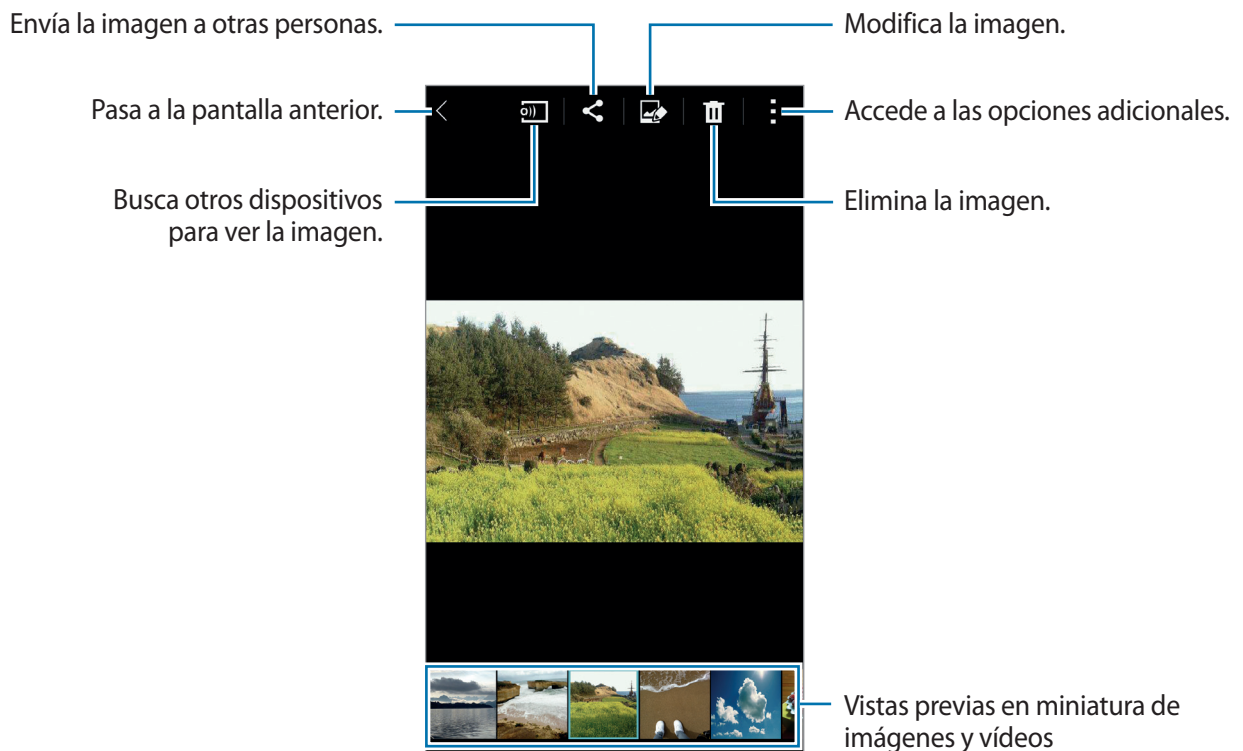 Envía la imagen a otras personas.
Modifica la imagen.
Pasa a la pantalla anterior.
Accede a las opciones adicionales.
Busca otros dispositivos
para ver la imagen.
Elimina la imagen.
Vistas previas en miniatura de
imágenes y vídeos